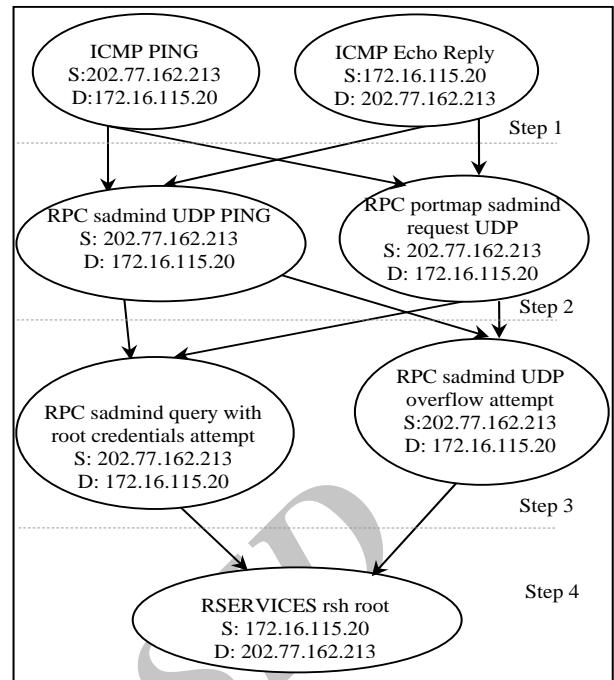 ICMP PING
S:202.77.162.213
D:172.16.115.20
ICMP Echo Reply
S:172.16.115.20
D: 202.77.162.213
Step 1
RPC sadmind UDP PING
S: 202.77.162.213
D: 172.16.115.20
RPC portmap sadmind
request UDP
S: 202.77.162.213
D: 172.16.115.20
Step 2
RPC sadmind query with
root credentials attempt
S: 202.77.162.213
D: 172.16.115.20
RPC sadmind UDP
overflow attempt
S:202.77.162.213
D: 172.16.115.20
Step 3
RSERVICES rsh root
S: 172.16.115.20
D: 202.77.162.213
Step 4